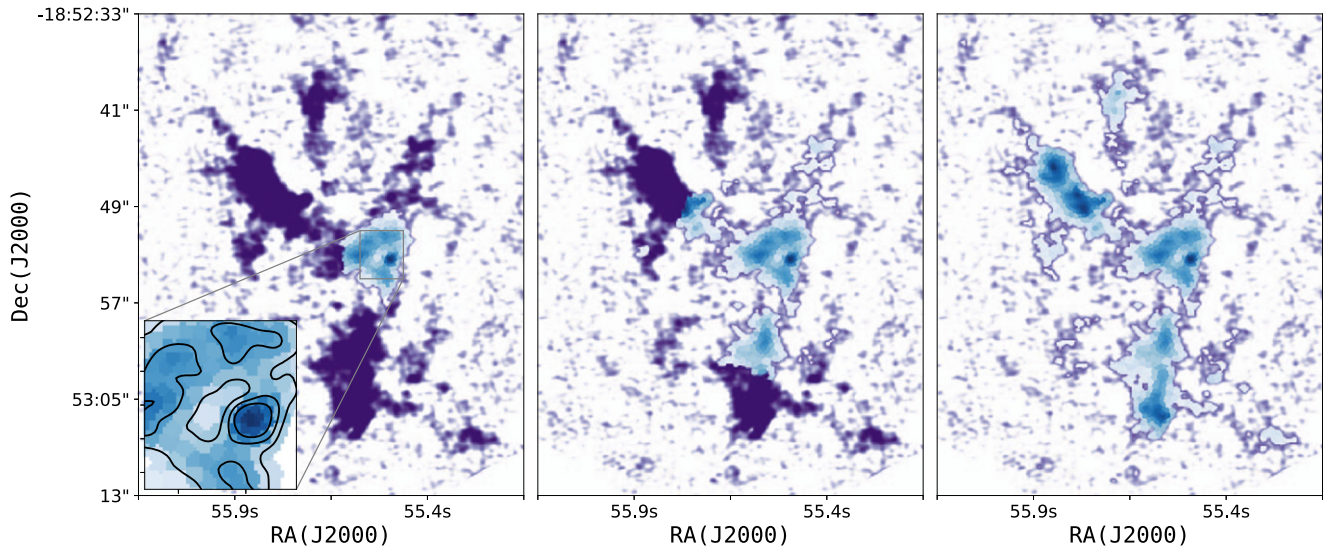 -18:52:33"
41"
49"
57"
53:05"
13"
Dec(J2000)
55.9s 55.4s
RA(J2000)
55.9s 55.4s
RA(J2000)
55.9s 55.4s
RA(J2000)